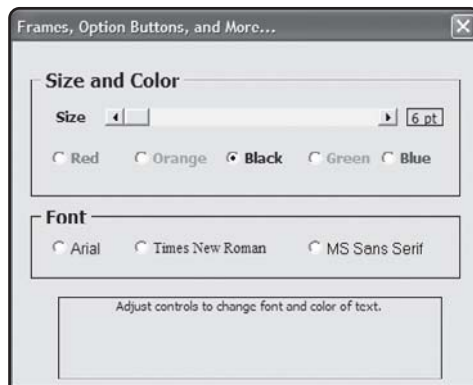 Frames, Option Buttons, and More...
Size and Color
Size 6 pt
Red Orange Black Green Blue
Font
Arial Times New Roman MS Sans Serif
Adjust controls to change font and color of text.